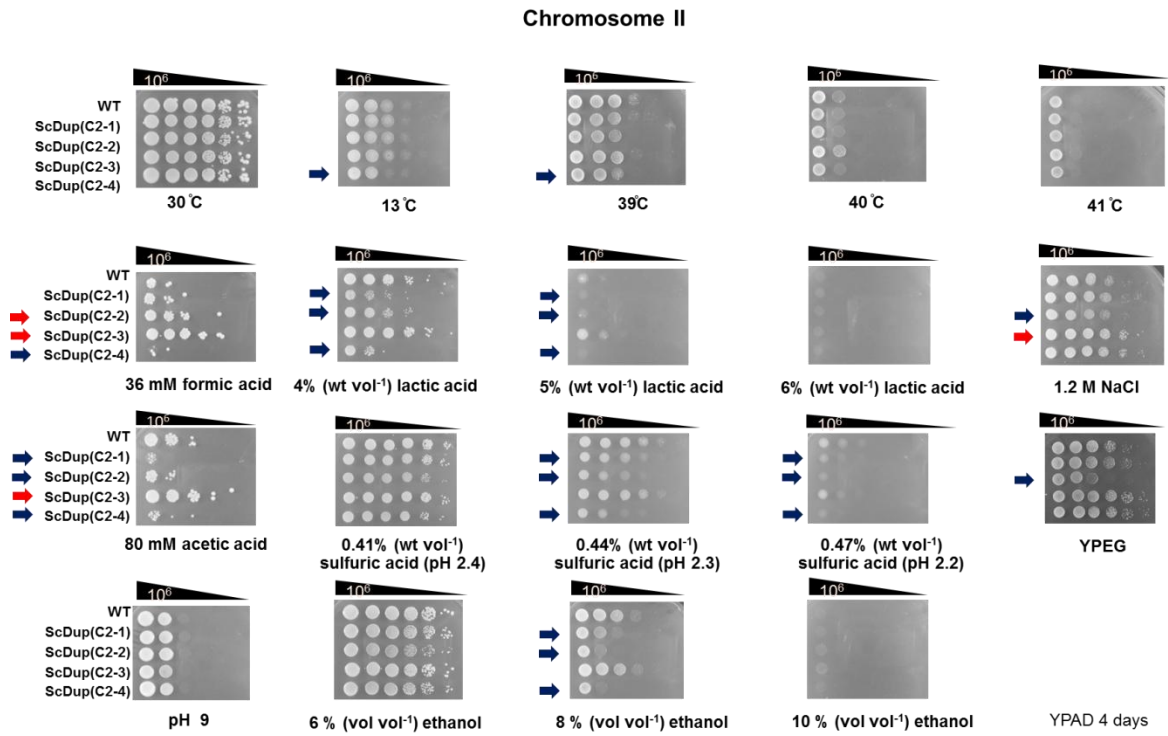 Chromosome II
10⁶ 10⁶ 10⁶ 10⁶ 10⁶
WT
ScDup(C2-1)
ScDup(C2-2)
ScDup(C2-3)
ScDup(C2-4)
30°C 13°C 39°C 40°C 41°C
10⁶ 10⁶ 10⁶ 10⁶ 10⁶
WT
ScDup(C2-1)
ScDup(C2-2)
ScDup(C2-3)
ScDup(C2-4)
36 mM formic acid 4% (wt vol⁻¹) lactic acid 5% (wt vol⁻¹) lactic acid 6% (wt vol⁻¹) lactic acid 1.2 M NaCl
10⁶ 10⁶ 10⁶ 10⁶ 10⁶
WT
ScDup(C2-1)
ScDup(C2-2)
ScDup(C2-3)
ScDup(C2-4)
80 mM acetic acid 0.41% (wt vol⁻¹) 0.44% (wt vol⁻¹) 0.47% (wt vol⁻¹) YPEG
sulfuric acid (pH 2.4) sulfuric acid (pH 2.3) sulfuric acid (pH 2.2)
10⁶ 10⁶ 10⁶ 10⁶
WT
ScDup(C2-1)
ScDup(C2-2)
ScDup(C2-3)
ScDup(C2-4)
pH 9 6 % (vol vol⁻¹) ethanol 8 % (vol vol⁻¹) ethanol 10 % (vol vol⁻¹) ethanol YPAD 4 days